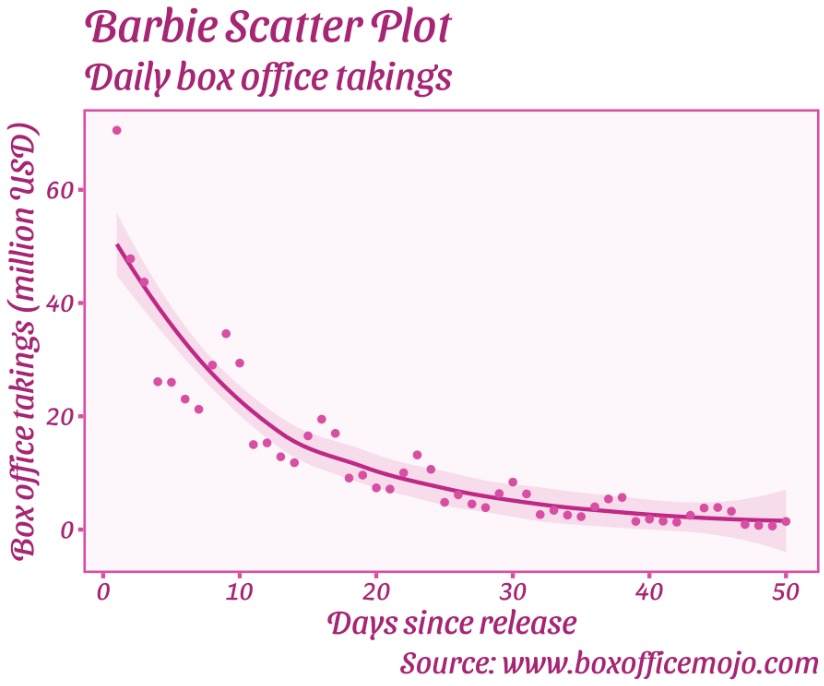 Barbie Scatter Plot
Daily box office takings
Box office takings (million USD)
60
40
20
0
0 10 20 30 40 50
Days since release
Source: www.boxofficemojo.com